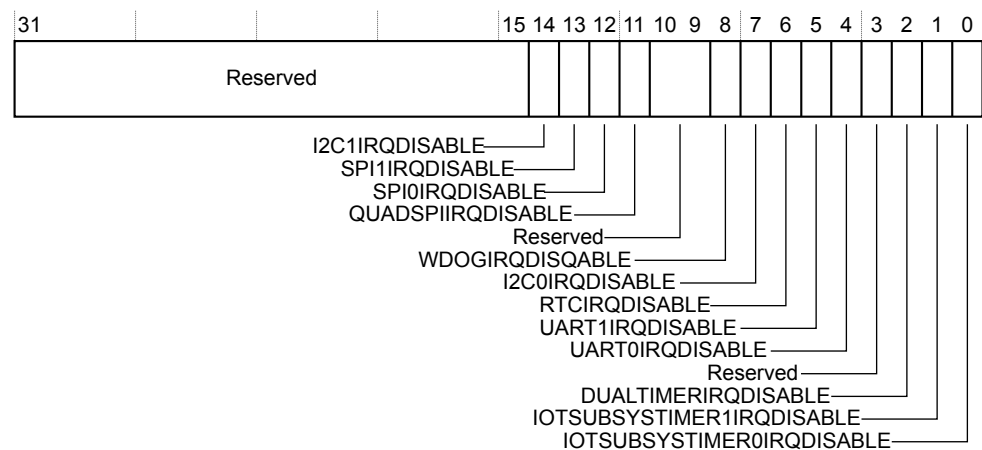 31 15 14 13 12 11 10 9 8 7 6 5 4 3 2 1 0
Reserved
I2C1IRQDISABLE
SPI1IRQDISABLE
SPI0IRQDISABLE
QUADSPIIRQDISABLE
Reserved
WDOGIRQDISQABLE
I2C0IRQDISABLE
RTCIRQDISABLE
UART1IRQDISABLE
UART0IRQDISABLE
Reserved
DUALTIMERIRQDISABLE
IOTSUBSYSTIMER1IRQDISABLE
IOTSUBSYSTIMER0IRQDISABLE